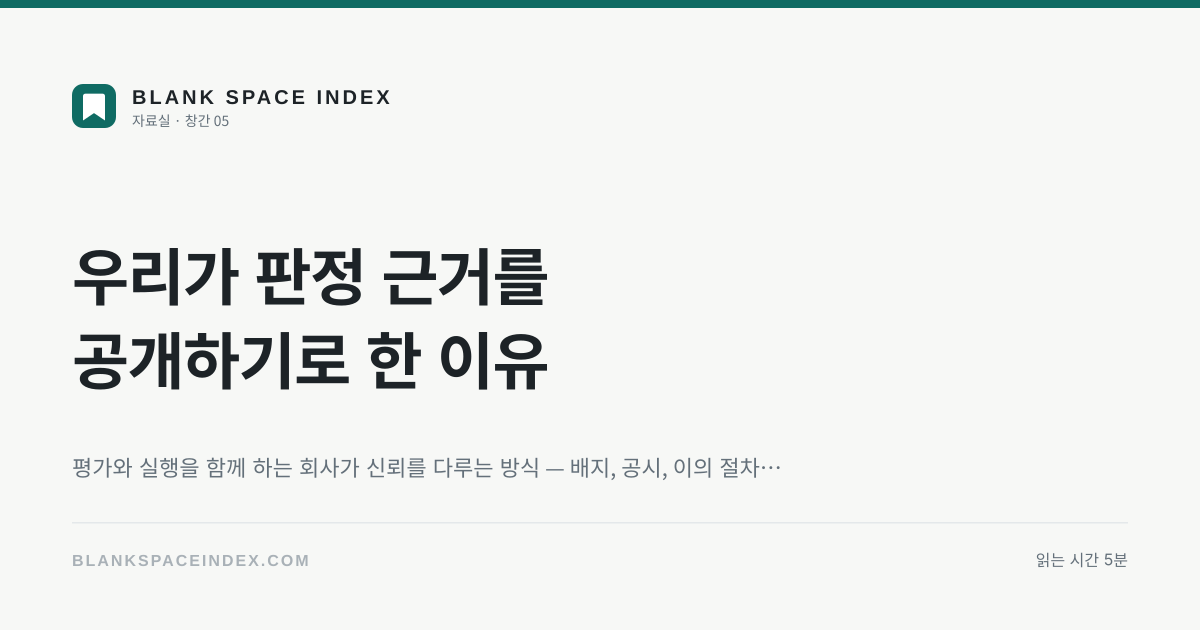 BLANK SPACE INDEX
자료실 · 창간 05
우리가 판정 근거를
공개하기로 한 이유
평가와 실행을 함께 하는 회사가 신뢰를 다루는 방식 — 배지, 공시, 이의 절차…
BLANKSPACEINDEX.COM
읽는 시간 5분